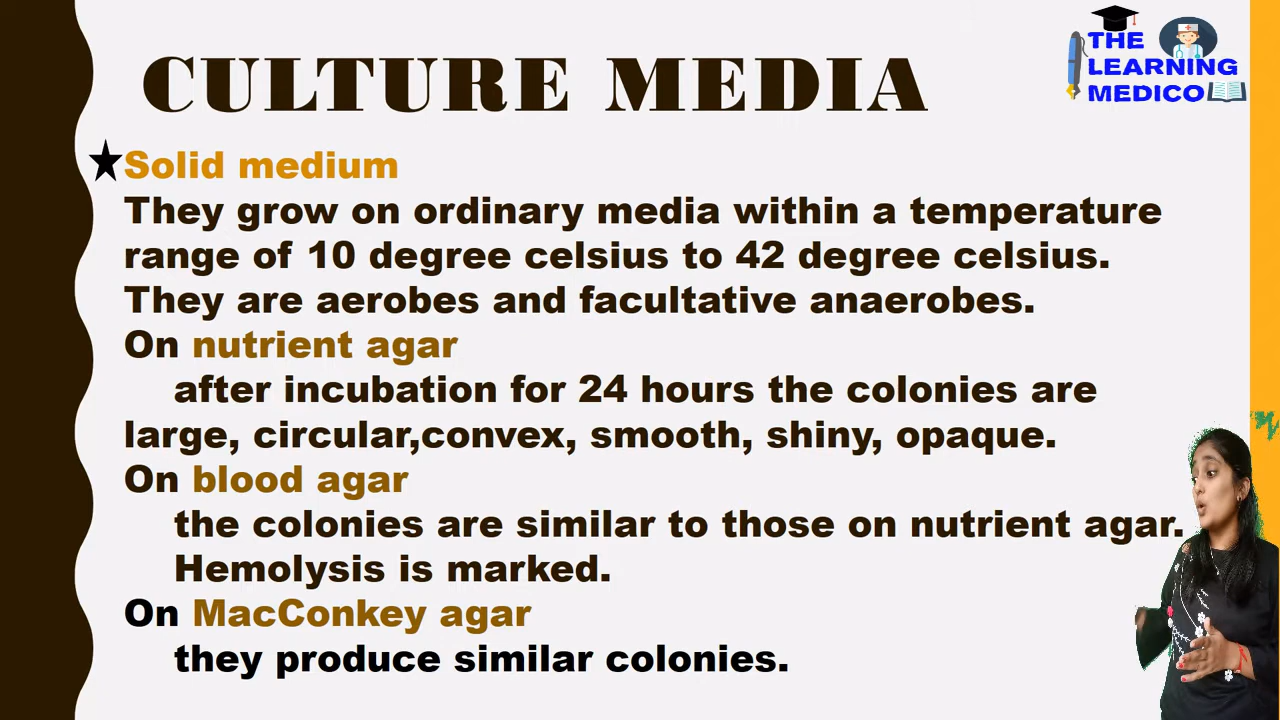 CULTURE MEDIA
THE
LEARNING
MEDICO
Solid medium
They grow on ordinary media within a temperature
range of 10 degree celsius to 42 degree celsius.
They are aerobes and facultative anaerobes.
On nutrient agar
after incubation for 24 hours the colonies are
large, circular,convex, smooth, shiny, opaque.
On blood agar
the colonies are similar to those on nutrient agar.
Hemolysis is marked.
On MacConkey agar
they produce similar colonies.